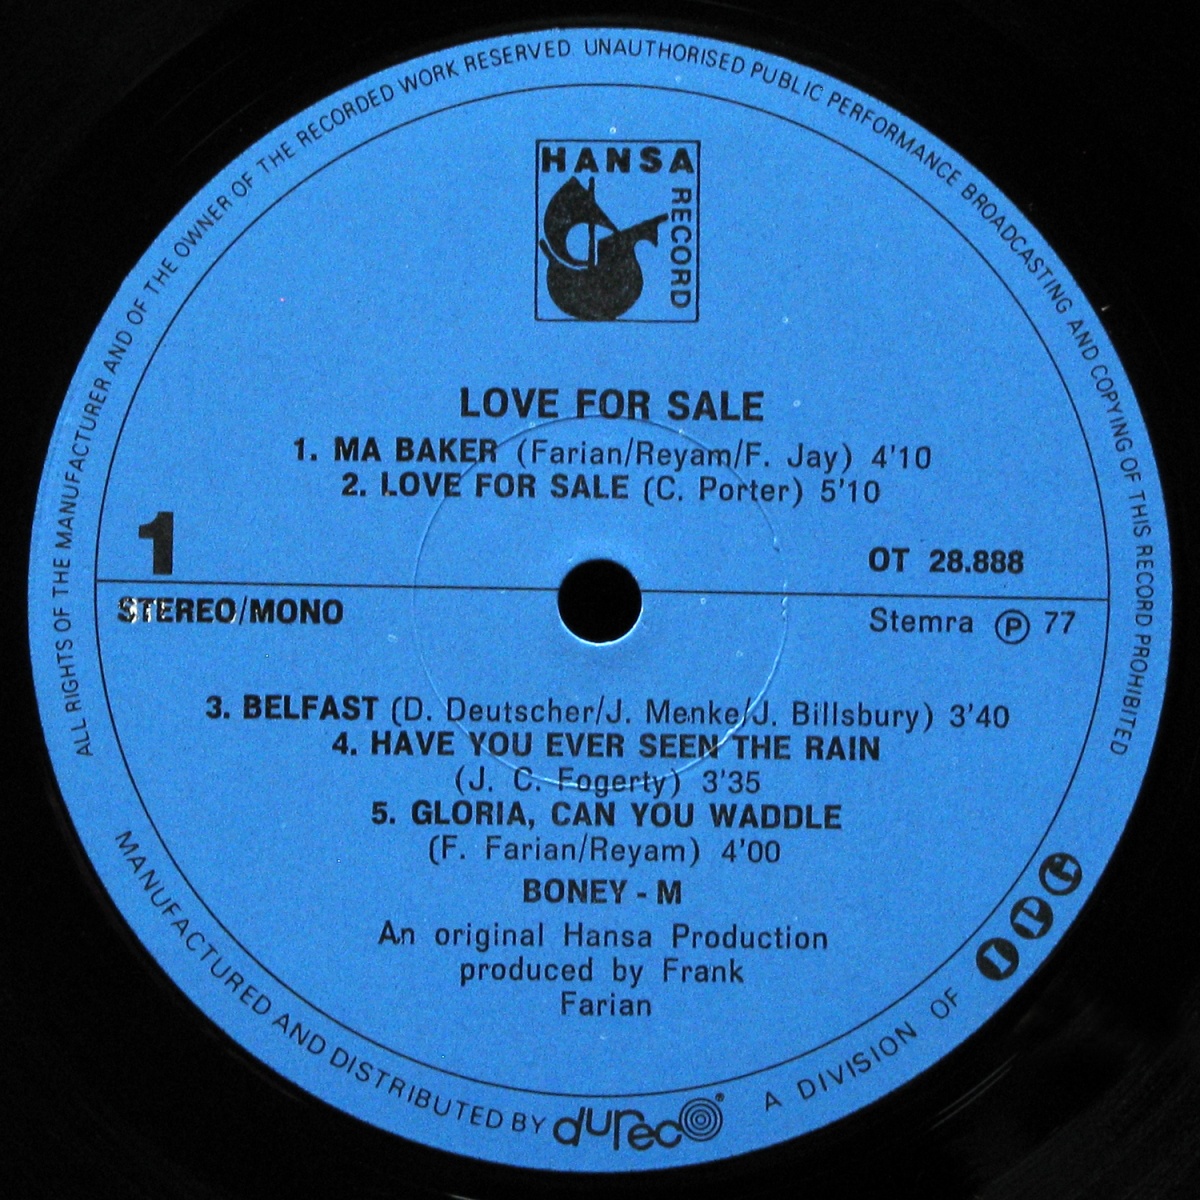 ALL RIGHTS OF THE MANUFACTURER AND OF THE OWNER OF THE RECORDED WORK RESERVED. UNAUTHORISED PUBLIC PERFORMANCE BROADCASTING AND COPYING OF THIS RECORD PROHIBITED
HANSA
RECORD
LOVE FOR SALE
1. MA BAKER (Farian/Reyam/F. Jay) 4'10
2. LOVE FOR SALE (C. Porter) 5'10
1
OT 28.888
STEREO/MONO
Stemra Ⓟ 77
3. BELFAST (D. Deutscher/J. Menke/J. Billsbury) 3'40
4. HAVE YOU EVER SEEN THE RAIN
(J. C. Fogerty) 3'35
5. GLORIA, CAN YOU WADDLE
(F. Farian/Reyam) 4'00
BONEY - M
An original Hansa Production
produced by Frank
Farian
MANUFACTURED AND DISTRIBUTED BY dureco® A DIVISION OF